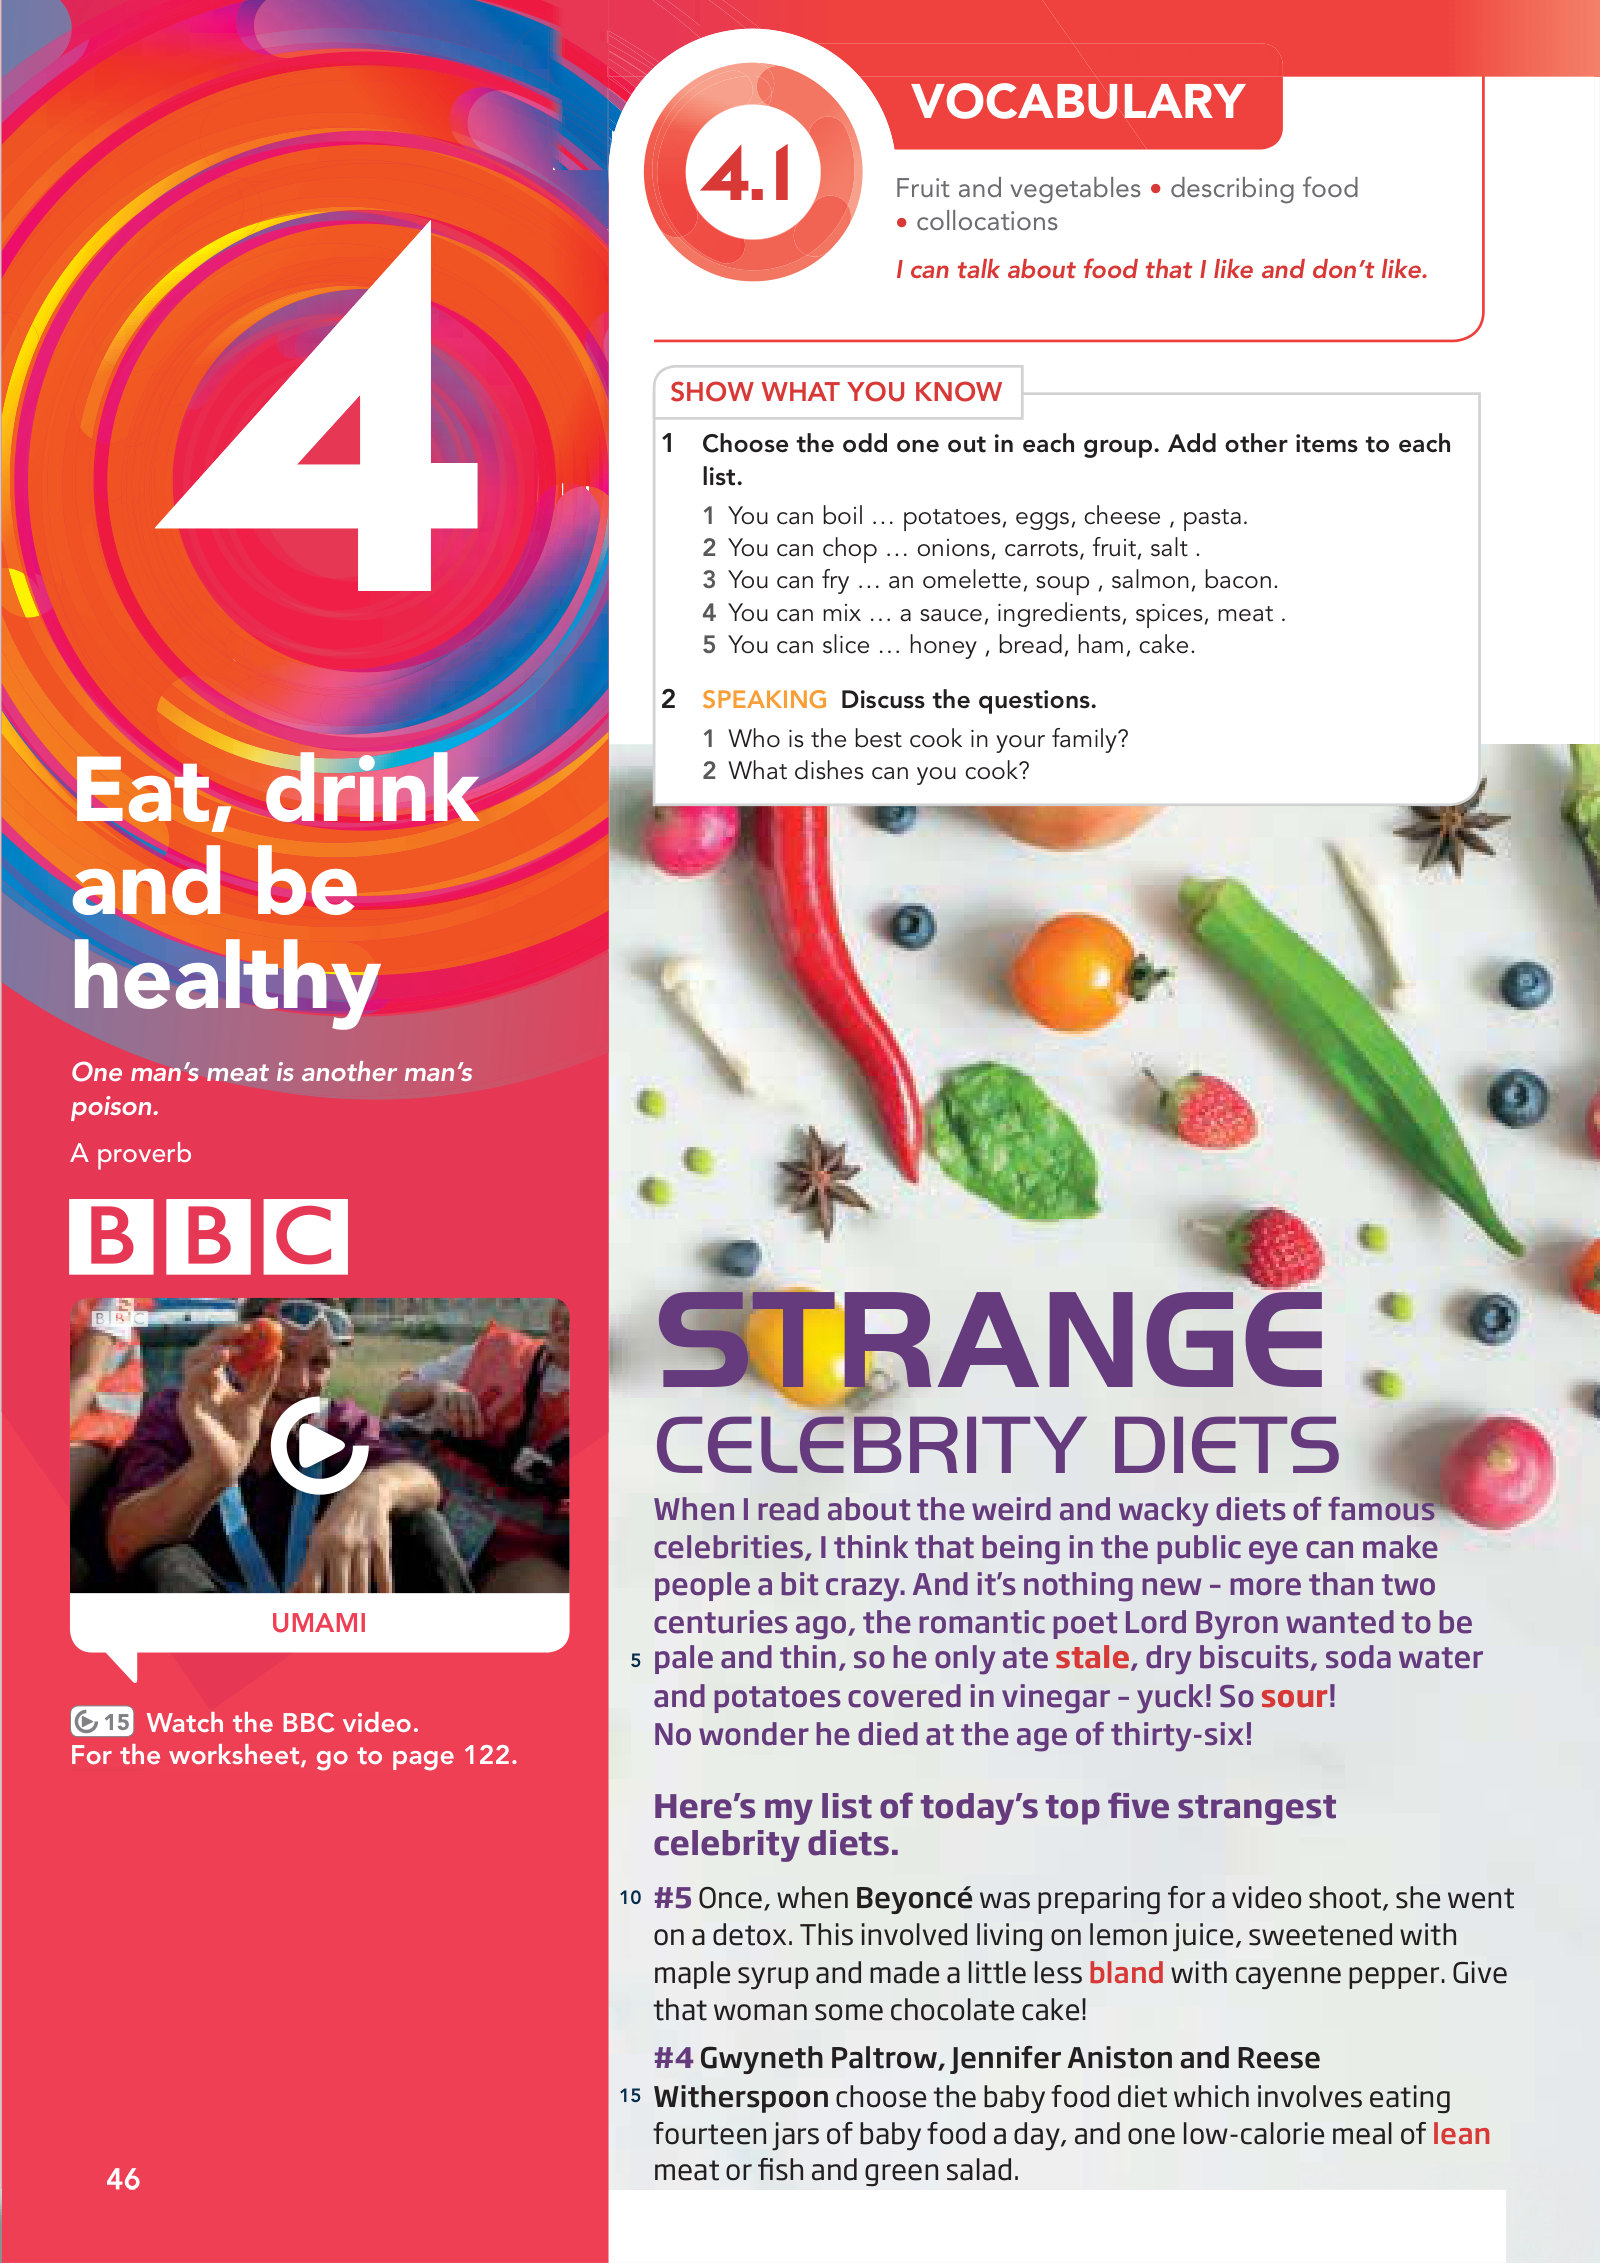 4
Eat, drink
and be
healthy
One man's meat is another man's
poison.
A proverb
BBC
BBC
UMAMI
15 Watch the BBC video.
For the worksheet, go to page 122.
46
4.1
VOCABULARY
Fruit and vegetables • describing food
• collocations
I can talk about food that I like and don't like.
SHOW WHAT YOU KNOW
1 Choose the odd one out in each group. Add other items to each
list.
1 You can boil … potatoes, eggs, cheese , pasta.
2 You can chop … onions, carrots, fruit, salt .
3 You can fry … an omelette, soup , salmon, bacon.
4 You can mix … a sauce, ingredients, spices, meat .
5 You can slice … honey , bread, ham, cake.
2 SPEAKING Discuss the questions.
1 Who is the best cook in your family?
2 What dishes can you cook?
STRANGE
CELEBRITY DIETS
When I read about the weird and wacky diets of famous
celebrities, I think that being in the public eye can make
people a bit crazy. And it's nothing new – more than two
centuries ago, the romantic poet Lord Byron wanted to be
5 pale and thin, so he only ate stale, dry biscuits, soda water
and potatoes covered in vinegar – yuck! So sour!
No wonder he died at the age of thirty-six!
Here's my list of today's top five strangest
celebrity diets.
10 #5 Once, when Beyoncé was preparing for a video shoot, she went
on a detox. This involved living on lemon juice, sweetened with
maple syrup and made a little less bland with cayenne pepper. Give
that woman some chocolate cake!
#4 Gwyneth Paltrow, Jennifer Aniston and Reese
15 Witherspoon choose the baby food diet which involves eating
fourteen jars of baby food a day, and one low-calorie meal of lean
meat or fish and green salad.